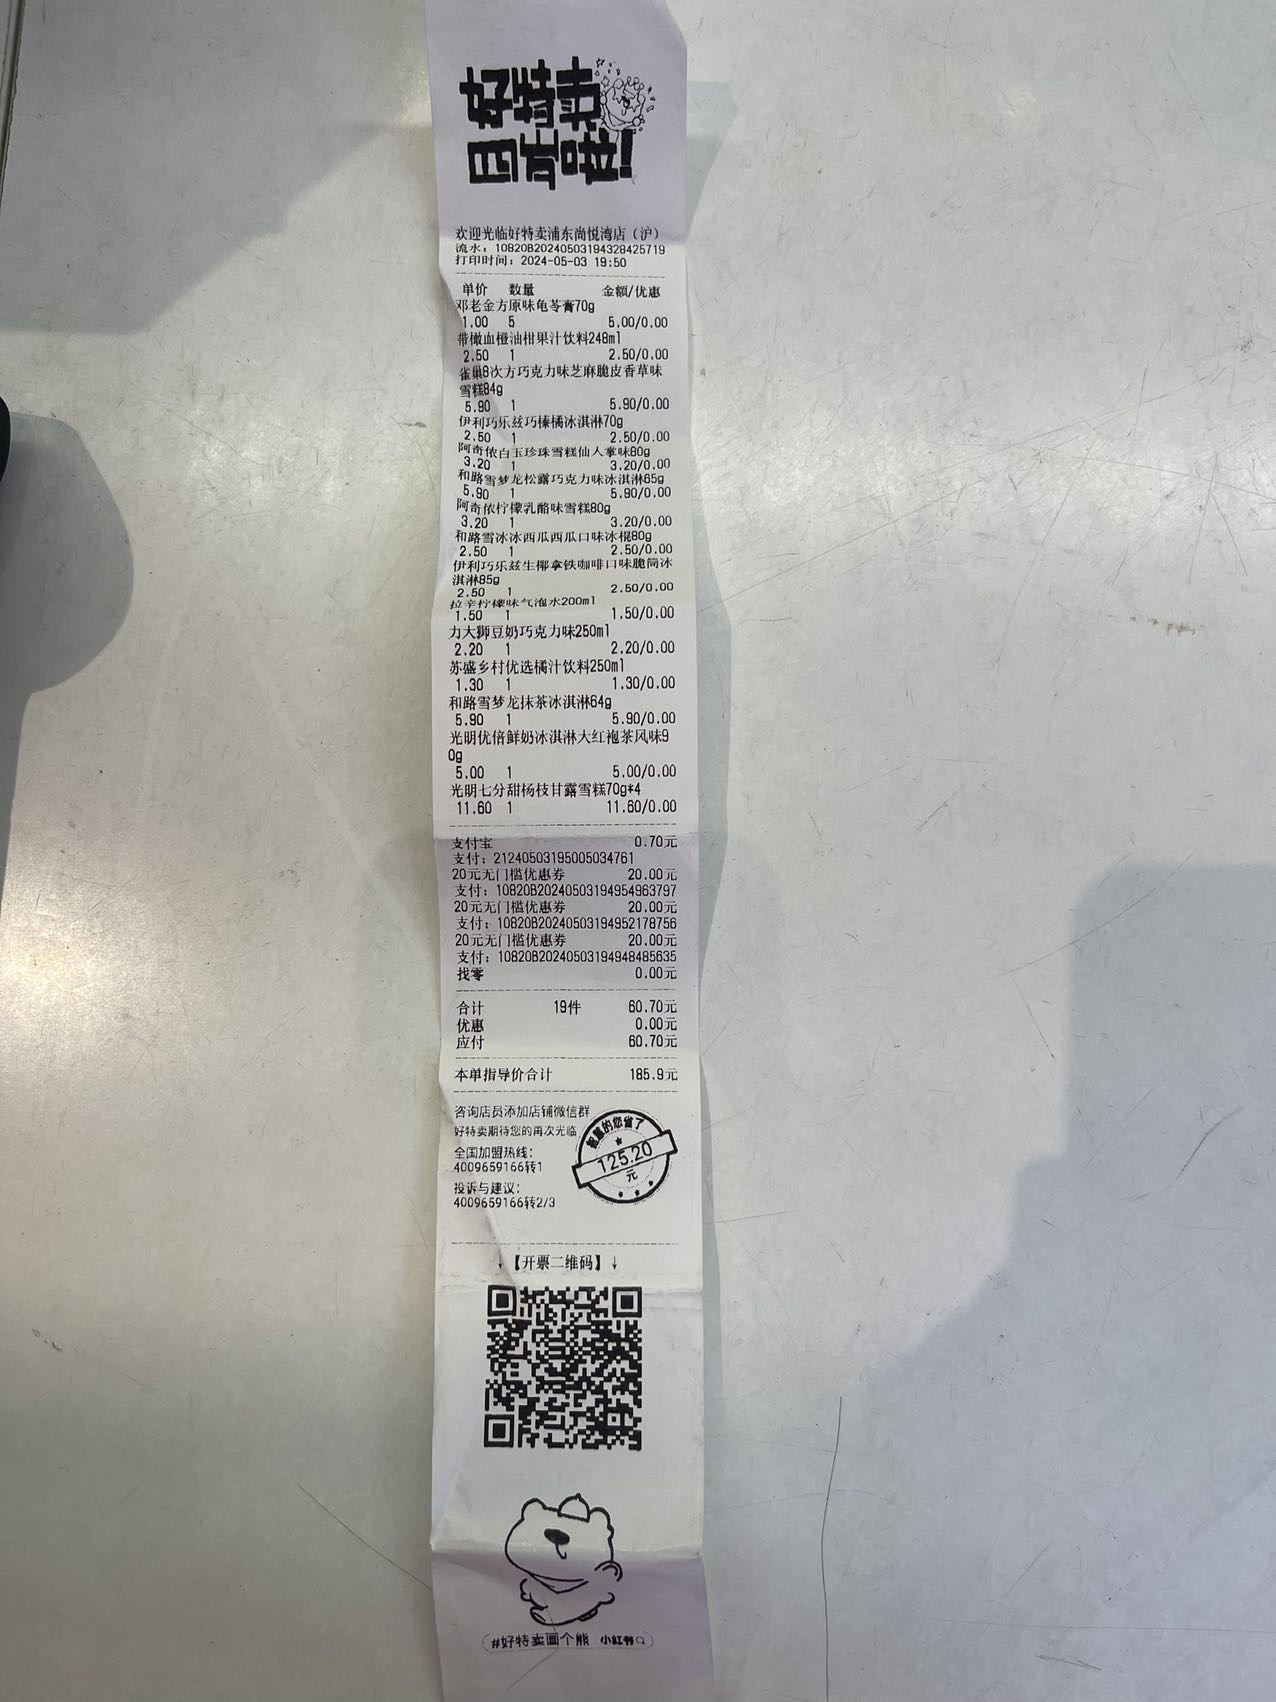 好特卖
欢迎光临好特卖浦东尚悦湾店（沪）
流水：10820B20240503194328425719
打印时间：2024-05-03 19:50
单价 数量 金额/优惠
邓老金方原味龟苓膏70g
1.00 5 5.00/0.00
带橄血橙油柑果汁饮料248ml
2.50 1 2.50/0.00
雀巢8次方巧克力味芝麻脆皮香草味
雪糕84g
5.90 1 5.90/0.00
伊利巧乐兹巧榛橘冰淇淋70g
2.50 1 2.50/0.00
阿奇侬白玉珍珠雪糕仙人掌味80g
3.20 1 3.20/0.00
和路雪梦龙松露巧克力味冰淇淋65g
5.90 1 5.90/0.00
阿奇侬柠檬乳酪味雪糕80g
3.20 1 3.20/0.00
和路雪冰冰西瓜西瓜口味冰棍80g
2.50 1 2.50/0.00
伊利巧乐兹生椰拿铁咖啡口味脆筒冰
淇淋85g
2.50 1 2.50/0.00
拉辛柠檬味气泡水200ml
1.50 1 1.50/0.00
力大狮豆奶巧克力味250ml
2.20 1 2.20/0.00
苏盛乡村优选橘汁饮料250ml
1.30 1 1.30/0.00
和路雪梦龙抹茶冰淇淋64g
5.90 1 5.90/0.00
光明优倍鲜奶冰淇淋大红袍茶风味9
0g
5.00 1 5.00/0.00
光明七分甜杨枝甘露雪糕70g*4
11.60 1 11.60/0.00
支付宝 0.70元
支付：21240503195005034761
20元无门槛优惠券 20.00元
支付：10820B20240503194954963797
20元无门槛优惠券 20.00元
支付：10820B20240503194952178756
20元无门槛优惠券 20.00元
支付：10820B20240503194948485635
找零 0.00元
合计 19件 60.70元
优惠 0.00元
应付 60.70元
本单指导价合计 185.9元
咨询店员添加店铺微信群
好特卖期待您的再次光临
全国加盟热线：
4009659166转1
投诉与建议：
4009659166转2/3
的您省了
125.20
元
↓【开票二维码】↓
#好特卖画个熊 小红书